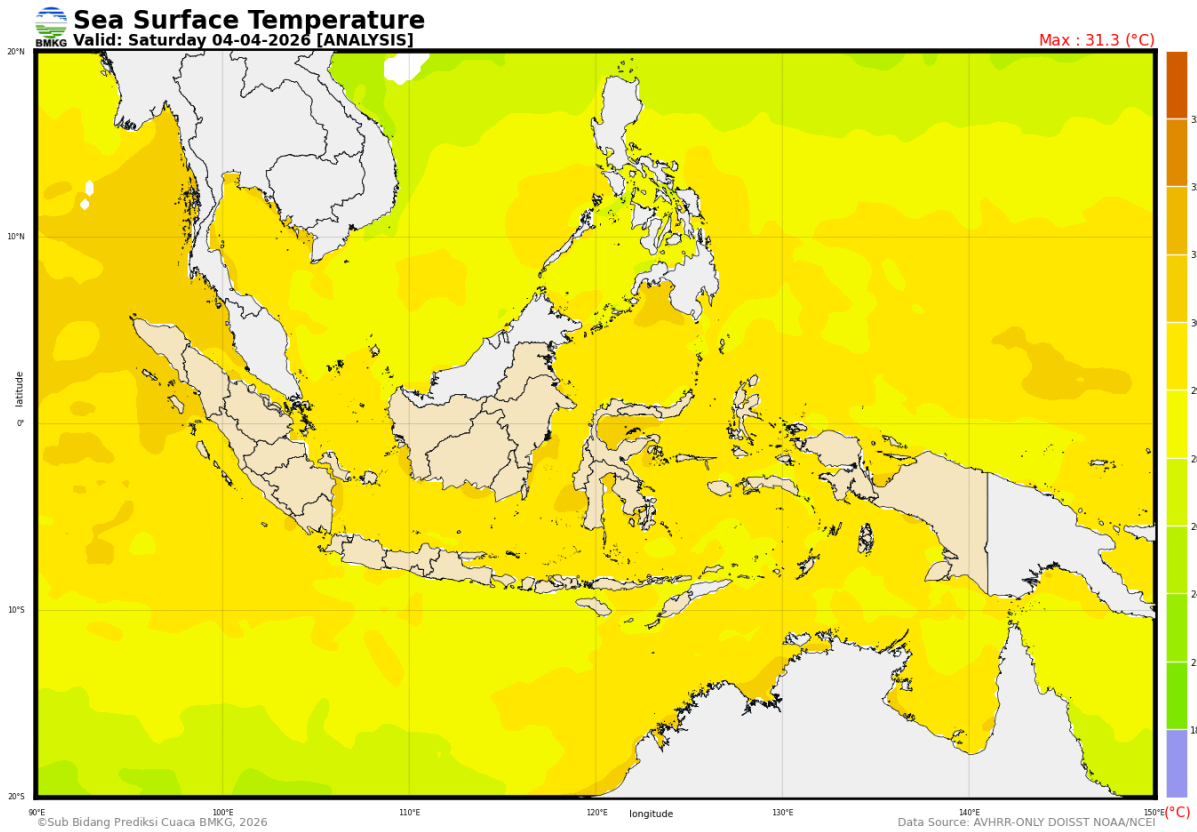 BMKG
Sea Surface Temperature
Valid: Saturday 04-04-2026 [ANALYSIS]
Max : 31.3 (°C)
20°N
10°N
0°
10°S
20°S
latitude
90°E
100°E
110°E
120°E
130°E
140°E
150°E
longitude
(°C)
©Sub Bidang Prediksi Cuaca BMKG, 2026
Data Source: AVHRR-ONLY DOISST NOAA/NCEI